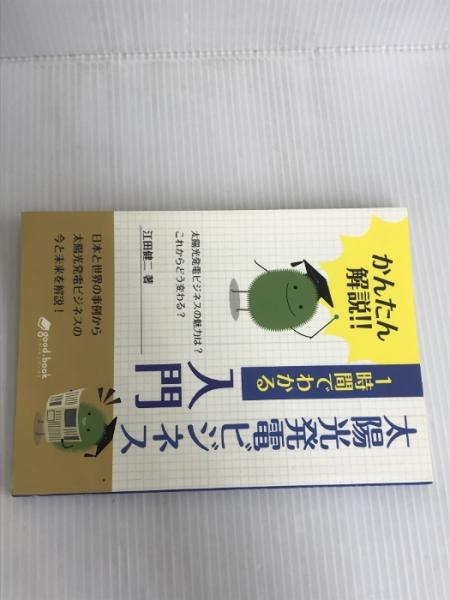 かんたん
解説!!
1時間でわかる
太陽光発電ビジネス
入門
太陽光発電ビジネスの魅力は？
これからどう変わる？
江田健二 著
日本と世界の事例から
太陽光発電ビジネスの
今と未来を解説！
good.book